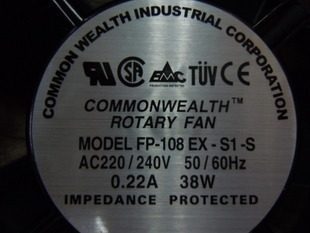 COMMON WEALTH INDUSTRIAL CORPORATION
EMC TÜV CE
COMMONWEALTH™
ROTARY FAN
MODEL FP-108 EX - S1 - S
AC220 / 240V 50 / 60Hz
0.22A 38W
IMPEDANCE PROTECTED